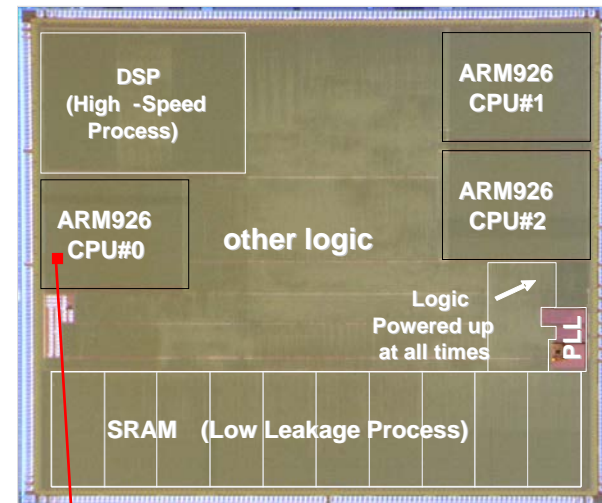 DSP
(High -Speed
Process)
ARM926
CPU#1
ARM926
CPU#2
ARM926
CPU#0
other logic
Logic
Powered up
at all times
PLL
SRAM (Low Leakage Process)